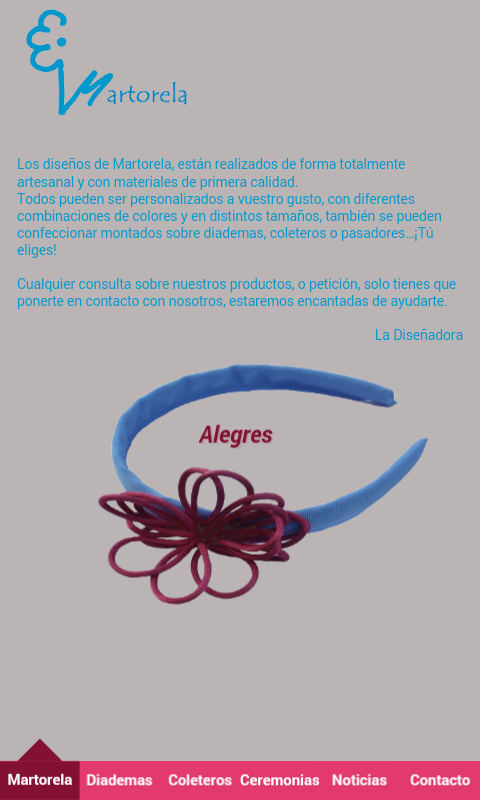 Martorela
Los diseños de Martorela, están realizados de forma totalmente
artesanal y con materiales de primera calidad.
Todos pueden ser personalizados a vuestro gusto, con diferentes
combinaciones de colores y en distintos tamaños, también se pueden
confeccionar montados sobre diademas, coleteros o pasadores...¡Tú
eliges!
Cualquier consulta sobre nuestros productos, o petición, solo tienes que
ponerte en contacto con nosotros, estaremos encantadas de ayudarte.
La Diseñadora
Alegres
Martorela Diademas Coleteros Ceremonias Noticias Contacto